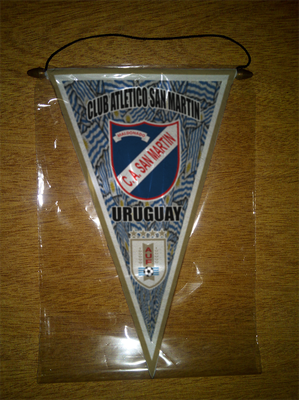 CLUB ATLETICO SAN MARTIN
C. A. SAN MARTIN
URUGUAY